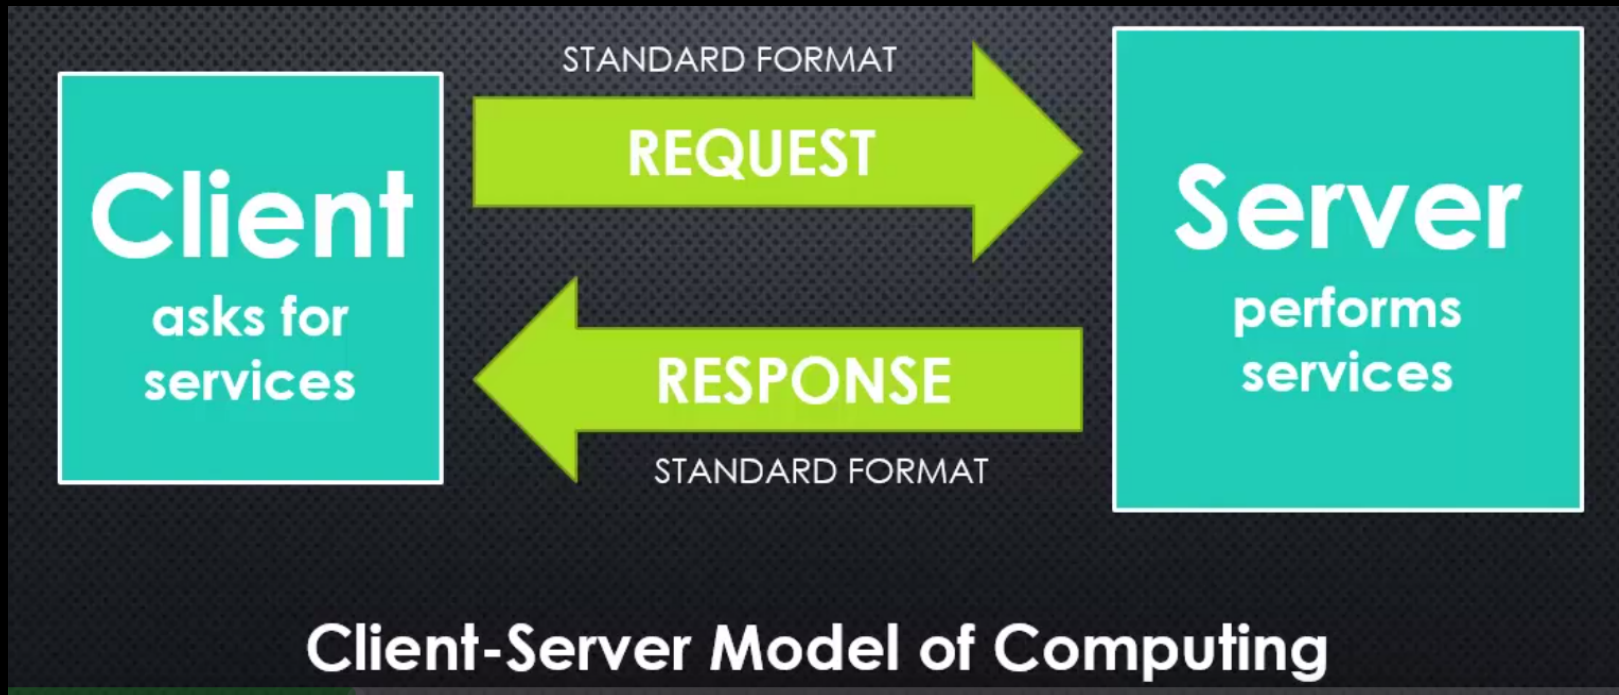 Client
asks for
services
STANDARD FORMAT
REQUEST
RESPONSE
STANDARD FORMAT
Server
performs
services
Client-Server Model of Computing